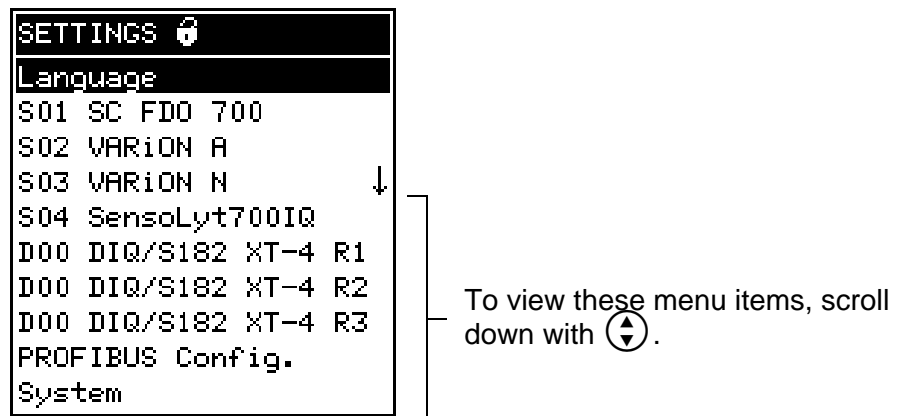 SETTINGS
Language
S01 SC FDO 700
S02 VARiON A
S03 VARiON N
S04 SensoLyt700IQ
D00 DIQ/S182 XT-4 R1
D00 DIQ/S182 XT-4 R2
D00 DIQ/S182 XT-4 R3
PROFIBUS Config.
System
To view these menu items, scroll
down with .